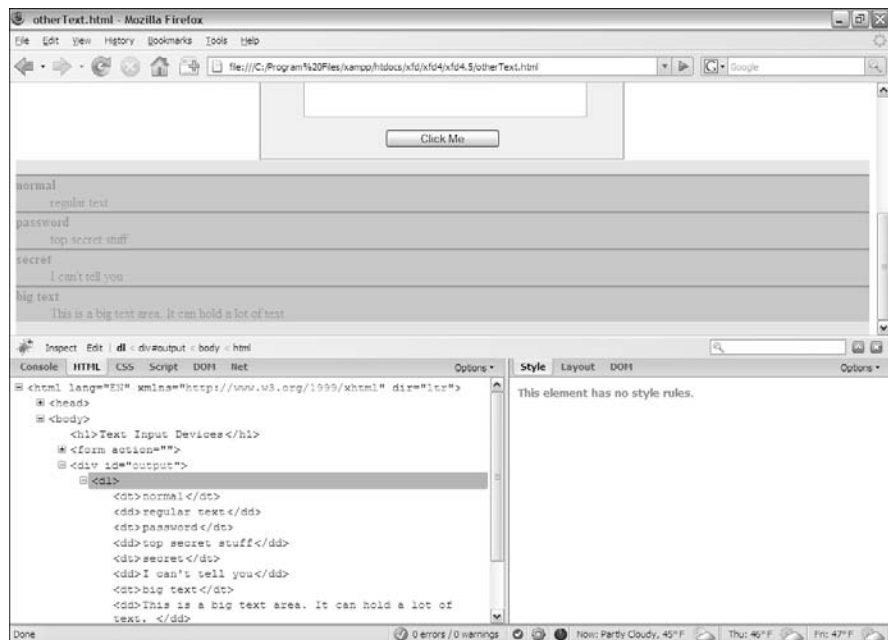 otherText.html - Mozilla Firefox
File Edit View History Bookmarks Tools Help
file:///C:/Program%20Files/xampp/htdocs/xfd/xfd4/xfd4.5/otherText.html
G Google
Click Me
normal
regular text
password
top secret stuff
secret
I can't tell you
big text
This is a big text area. It can hold a lot of text.
Inspect Edit | dl < div#output < body < html
Console HTML CSS Script DOM Net Options
Style Layout DOM Options
<html lang="EN" xmlns="http://www.w3.org/1999/xhtml" dir="ltr">
<head>
<body>
<h1>Text Input Devices</h1>
<form action="">
<div id="output">
<dl>
<dt>normal</dt>
<dd>regular text</dd>
<dt>password</dt>
<dd>top secret stuff</dd>
<dt>secret</dt>
<dd>I can't tell you</dd>
<dt>big text</dt>
<dd>This is a big text area. It can hold a lot of
text. </dd>
This element has no style rules.
Done 0 errors / 0 warnings Now: Partly Cloudy, 45° F Thu: 46° F Fri: 47° F